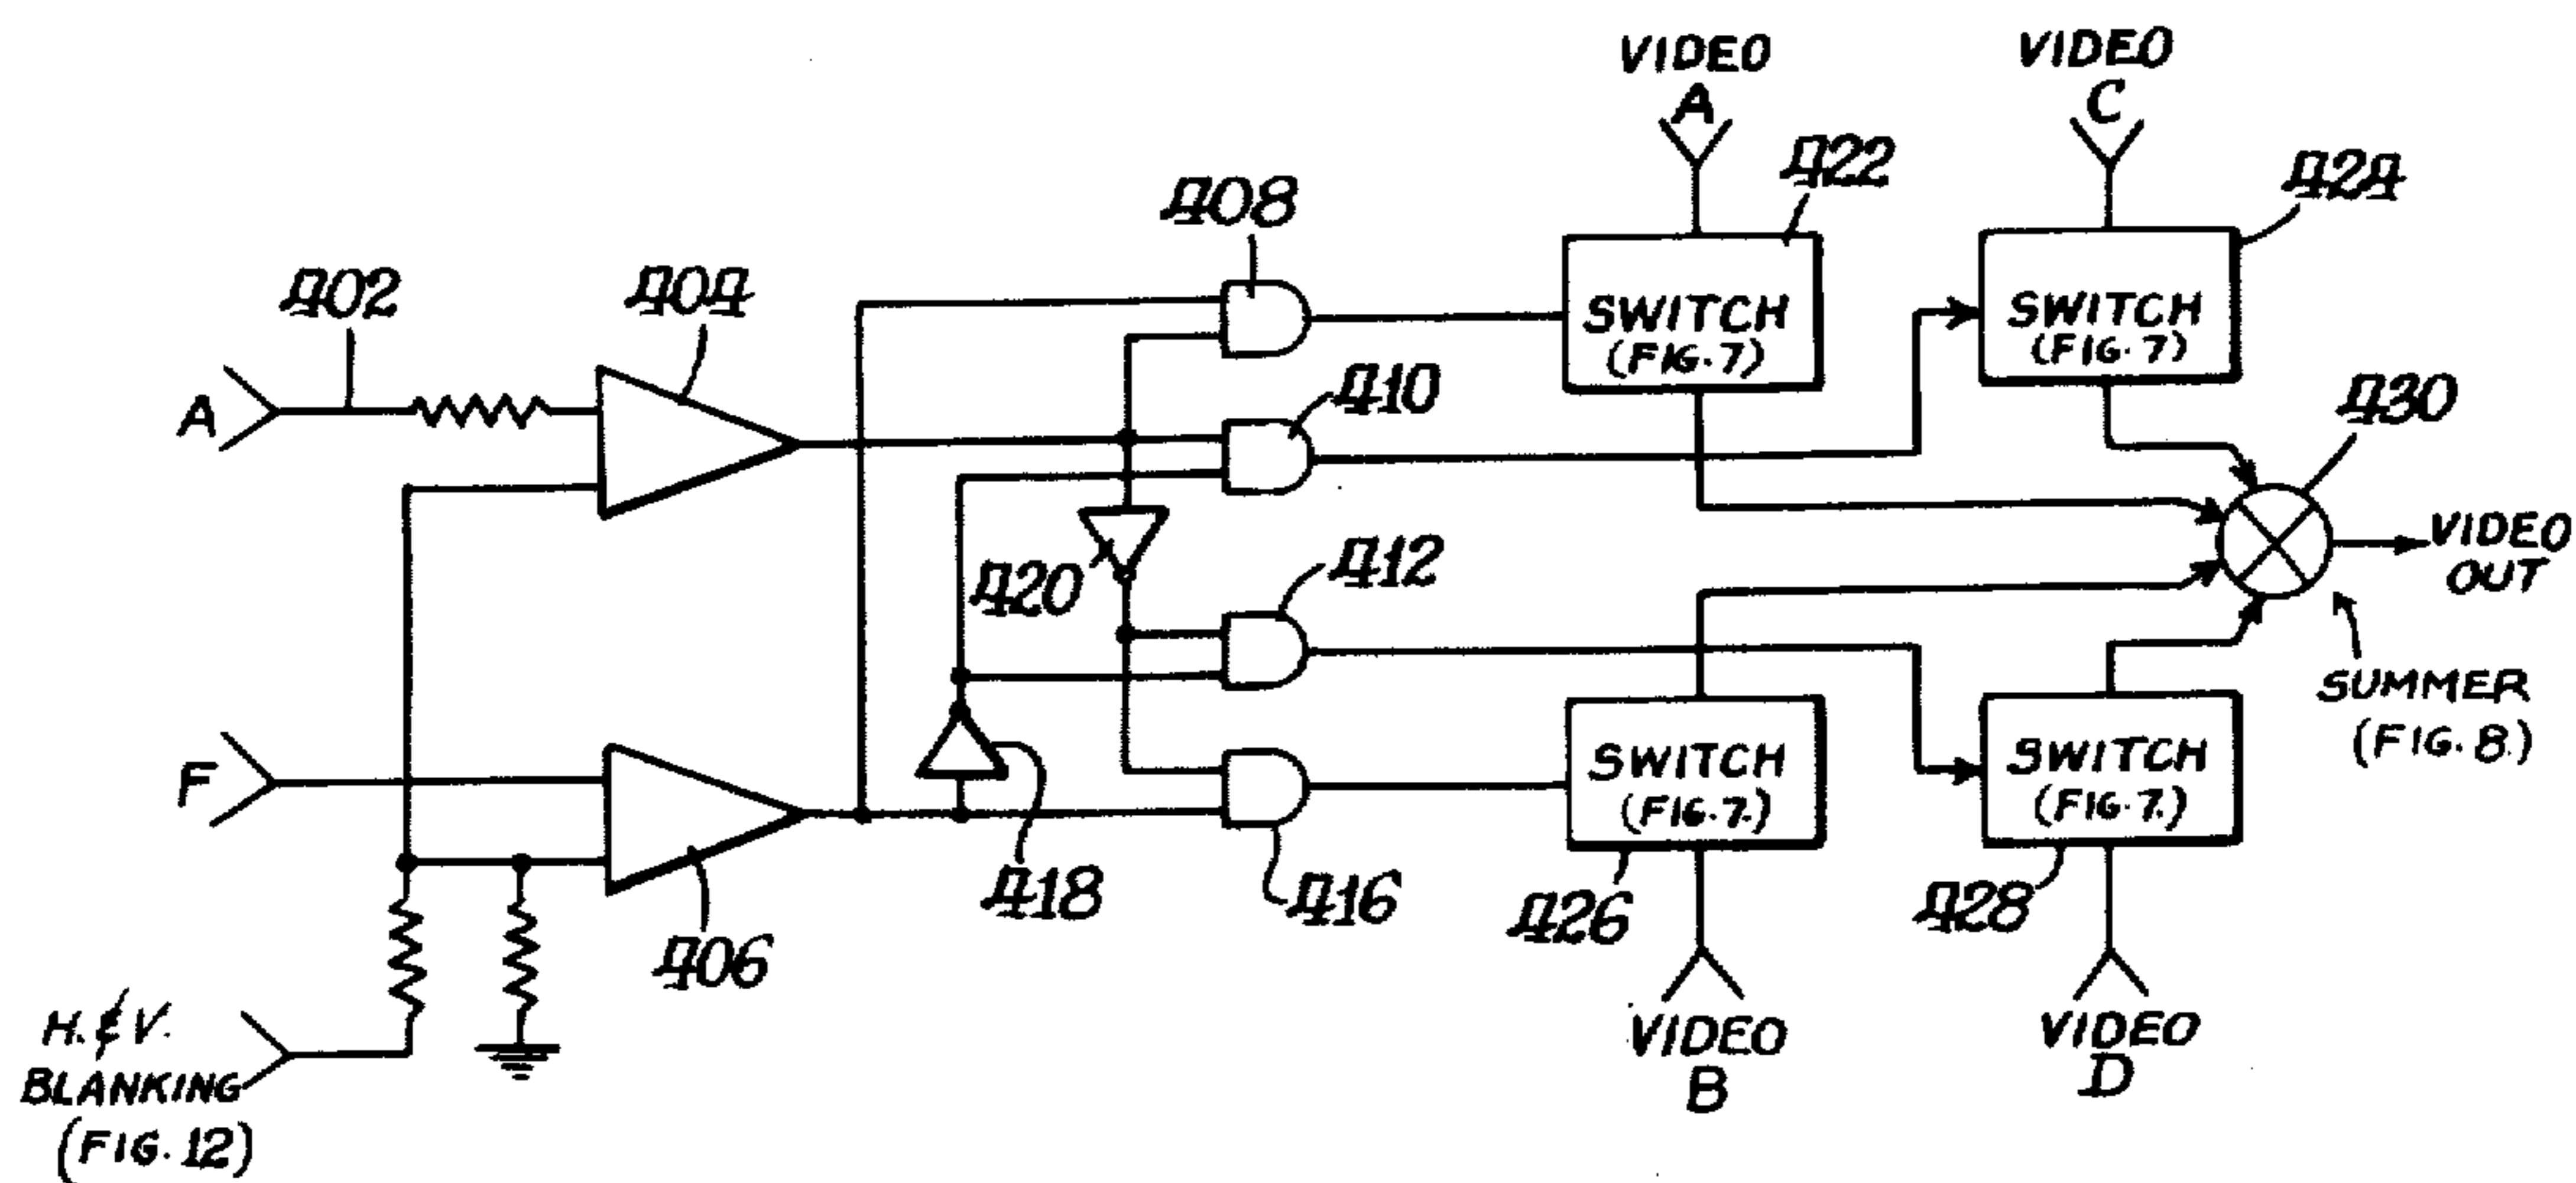 VIDEO
A
VIDEO
C
422
424
408
402
404
SWITCH
(FIG. 7)
SWITCH
(FIG. 7)
A
410
430
VIDEO
OUT
420
412
SUMMER
(FIG. 8.)
F
SWITCH
(FIG. 7.)
SWITCH
(FIG. 7.)
418
416
426
428
406
H. & V.
BLANKING
(FIG. 12)
VIDEO
B
VIDEO
D